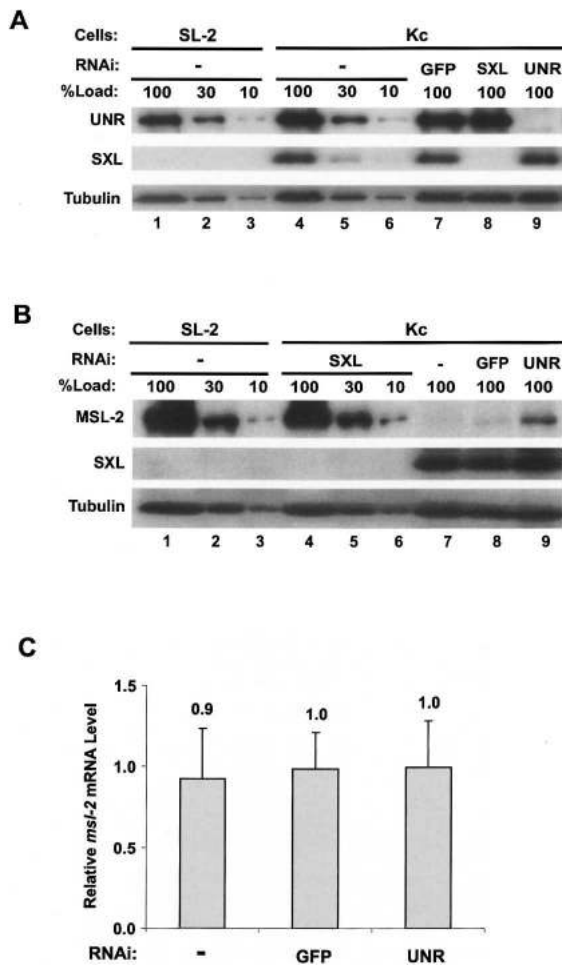 A
Cells: SL-2 Kc
RNAi: - - GFP SXL UNR
%Load: 100 30 10 100 30 10 100 100 100
UNR
SXL
Tubulin
1 2 3 4 5 6 7 8 9
B
Cells: SL-2 Kc
RNAi: - SXL - GFP UNR
%Load: 100 30 10 100 30 10 100 100 100
MSL-2
SXL
Tubulin
1 2 3 4 5 6 7 8 9
C
Relative msl-2 mRNA Level
1.5
1.0
0.5
0.0
0.9 1.0 1.0
RNAi: - GFP UNR